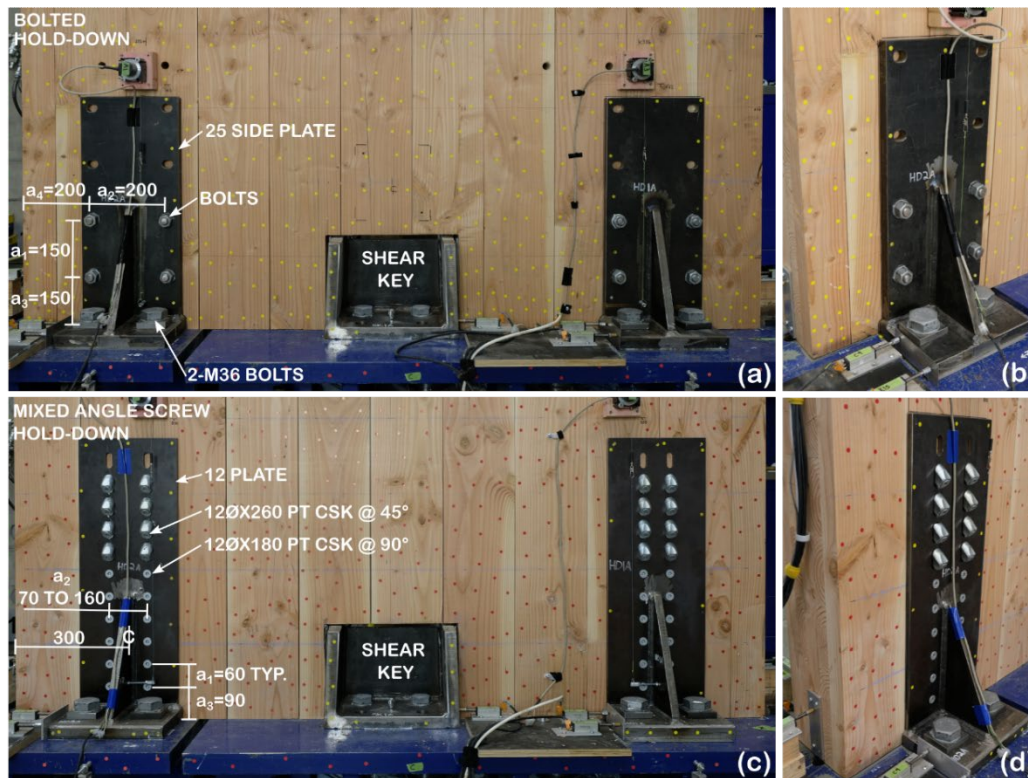 BOLTED
HOLD-DOWN
25 SIDE PLATE
a4=200
a2=200
HD2A
BOLTS
a1=150
a3=150
2-M36 BOLTS
SHEAR
KEY
HD1A
(a)
HD2A
(b)
MIXED ANGLE SCREW
HOLD-DOWN
12 PLATE
12ØX260 PT CSK @ 45°
12ØX180 PT CSK @ 90°
HD2A
a2
70 TO 160
300
a1=60 TYP.
a3=90
SHEAR
KEY
HD1A
(c)
(d)